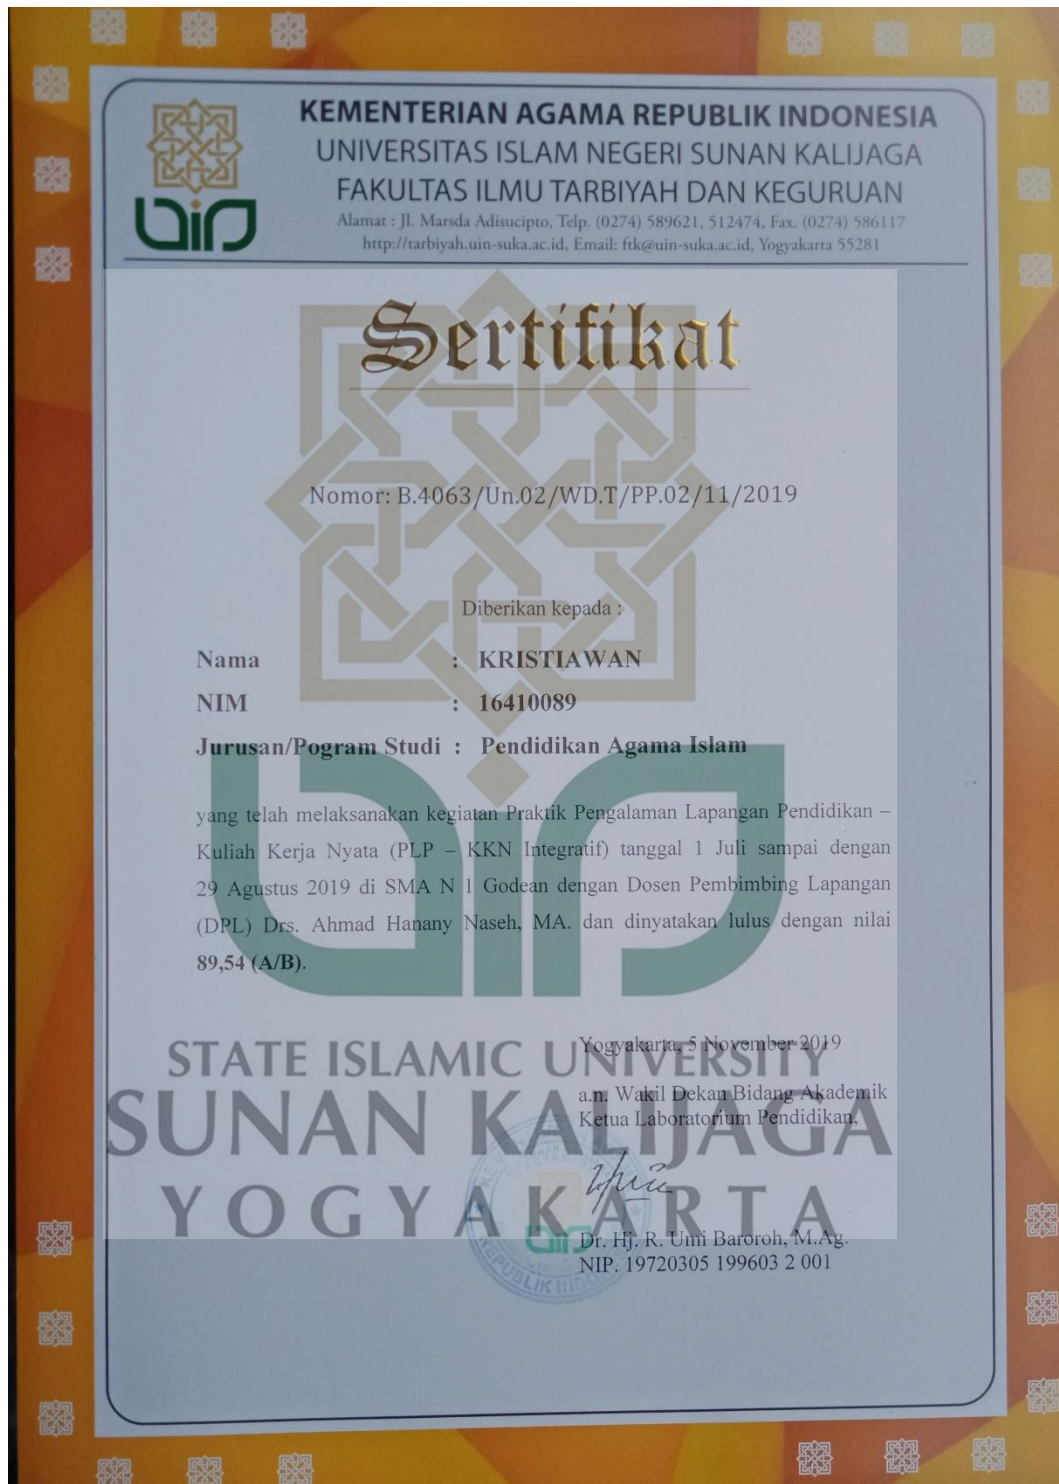 KEMENTERIAN AGAMA REPUBLIK INDONESIA
UNIVERSITAS ISLAM NEGERI SUNAN KALIJAGA
FAKULTAS ILMU TARBIYAH DAN KEGURUAN
Alamat : Jl. Marsda Adisucipto, Telp. (0274) 589621, 512474, Fax. (0274) 586117
http://tarbiyah.uin-suka.ac.id, Email: ftk@uin-suka.ac.id, Yogyakarta 55281
Sertifikat
Nomor: B.4063/Un.02/WD.T/PP.02/11/2019
Diberikan kepada :
Nama : KRISTIAWAN
NIM : 16410089
Jurusan/Pogram Studi : Pendidikan Agama Islam
yang telah melaksanakan kegiatan Praktik Pengalaman Lapangan Pendidikan –
Kuliah Kerja Nyata (PLP – KKN Integratif) tanggal 1 Juli sampai dengan
29 Agustus 2019 di SMA N 1 Godean dengan Dosen Pembimbing Lapangan
(DPL) Drs. Ahmad Hanany Naseh, MA. dan dinyatakan lulus dengan nilai
89,54 (A/B).
Yogyakarta, 5 November 2019
a.n. Wakil Dekan Bidang Akademik
Ketua Laboratorium Pendidikan,
Dr. Hj. R. Umi Baroroh, M.Ag.
NIP. 19720305 199603 2 001
STATE ISLAMIC UNIVERSITY
SUNAN KALIJAGA
YOGYAKARTA